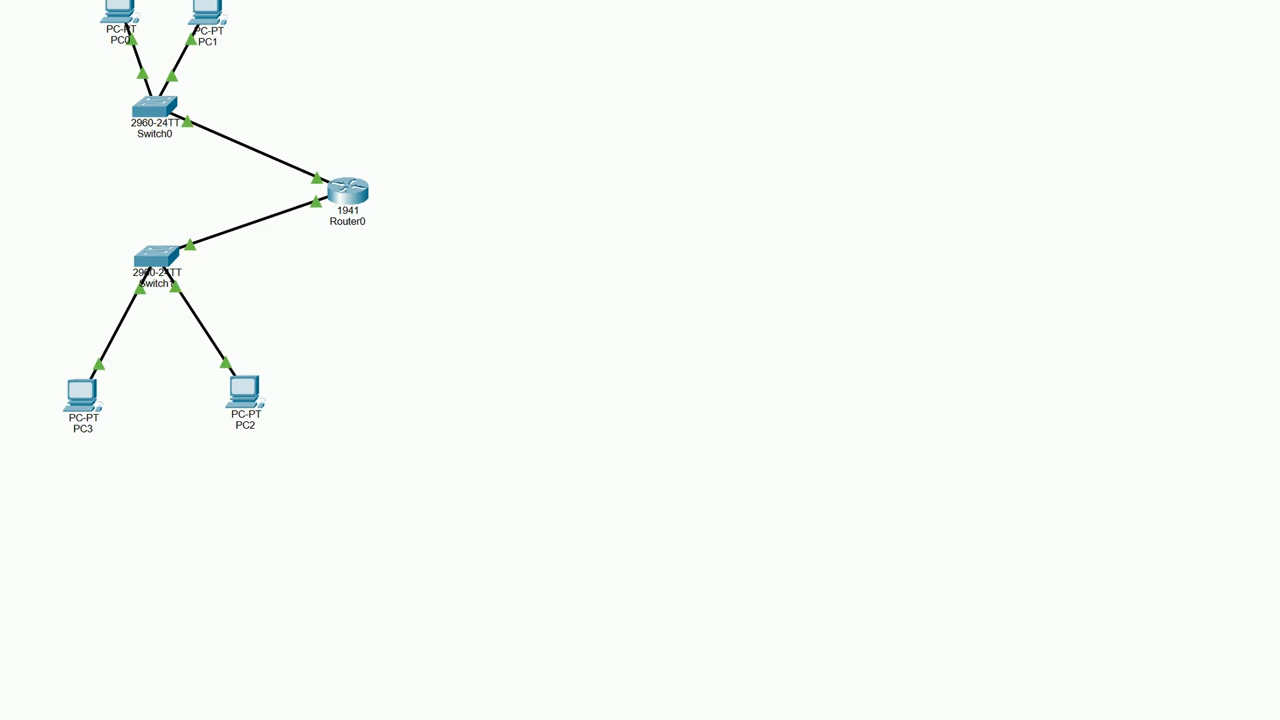 PC-PT
PC0
PC-PT
PC1
2960-24TT
Switch0
1941
Router0
2960-24TT
Switch1
PC-PT
PC3
PC-PT
PC2